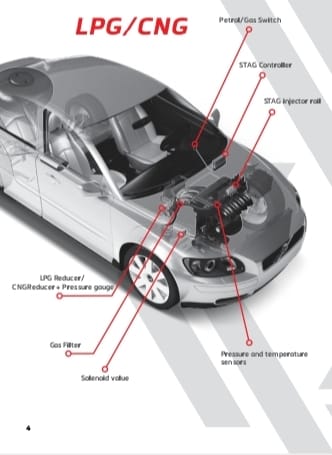 LPG/CNG
Petrol/Gas Switch
STAG Controller
STAG injector rail
LPG Reducer/
CNGReducer + Pressure gauge
Gas Filter
Solenoid valve
Pressure and temperature
sensors
4